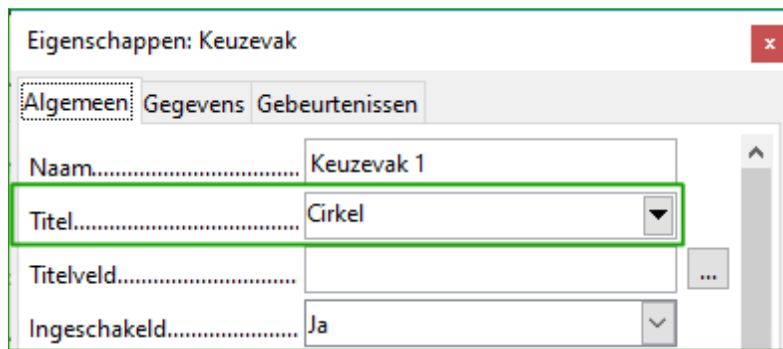 Eigenschappen: Keuzevak
x
Algemeen Gegevens Gebeurtenissen
Naam.................................. Keuzevak 1
Titel..................................... Cirkel
Titelveld.............................. ...
Ingeschakeld...................... Ja